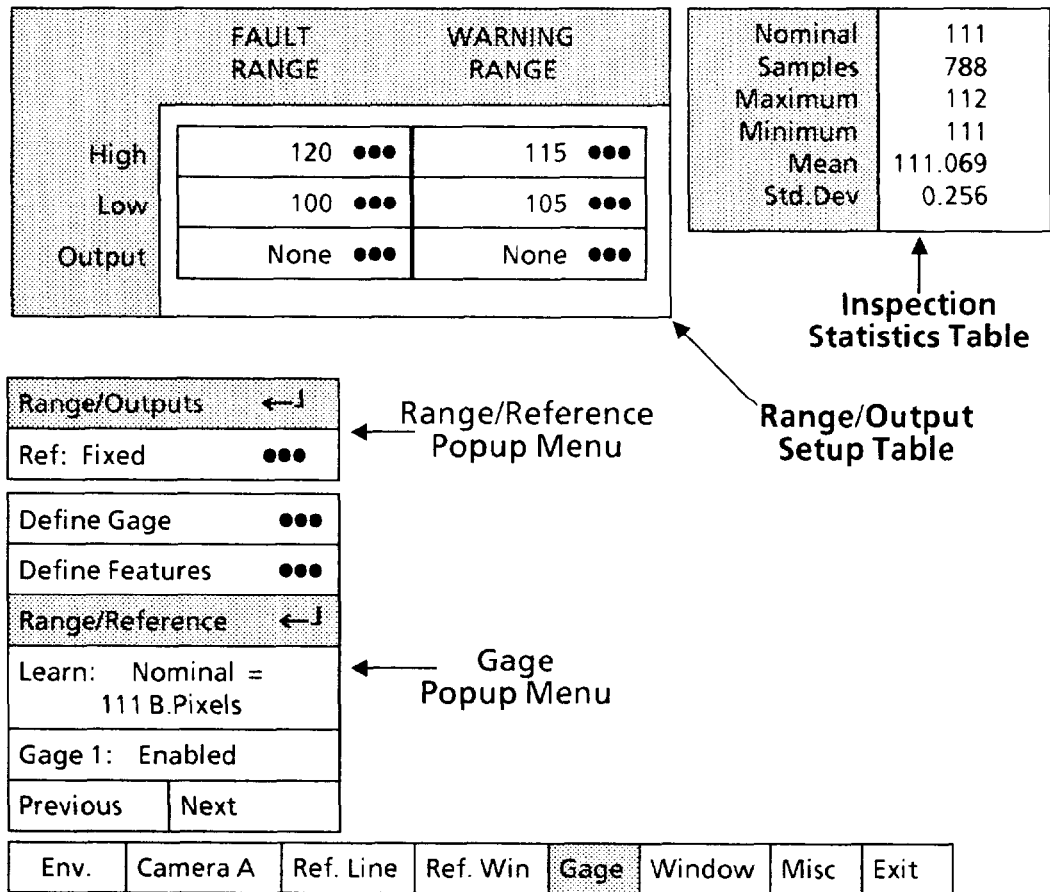 FAULT RANGE
WARNING RANGE
High 120 ●●● 115 ●●●
Low 100 ●●● 105 ●●●
Output None ●●● None ●●●
Nominal 111
Samples 788
Maximum 112
Minimum 111
Mean 111.069
Std.Dev 0.256
Inspection
Statistics Table
Range/Output
Setup Table
Range/Outputs ←┘
Ref: Fixed ●●●
Range/Reference
Popup Menu
Define Gage ●●●
Define Features ●●●
Range/Reference ←┘
Learn: Nominal =
111 B.Pixels
Gage 1: Enabled
Previous Next
Gage
Popup Menu
Env. Camera A Ref. Line Ref. Win Gage Window Misc Exit